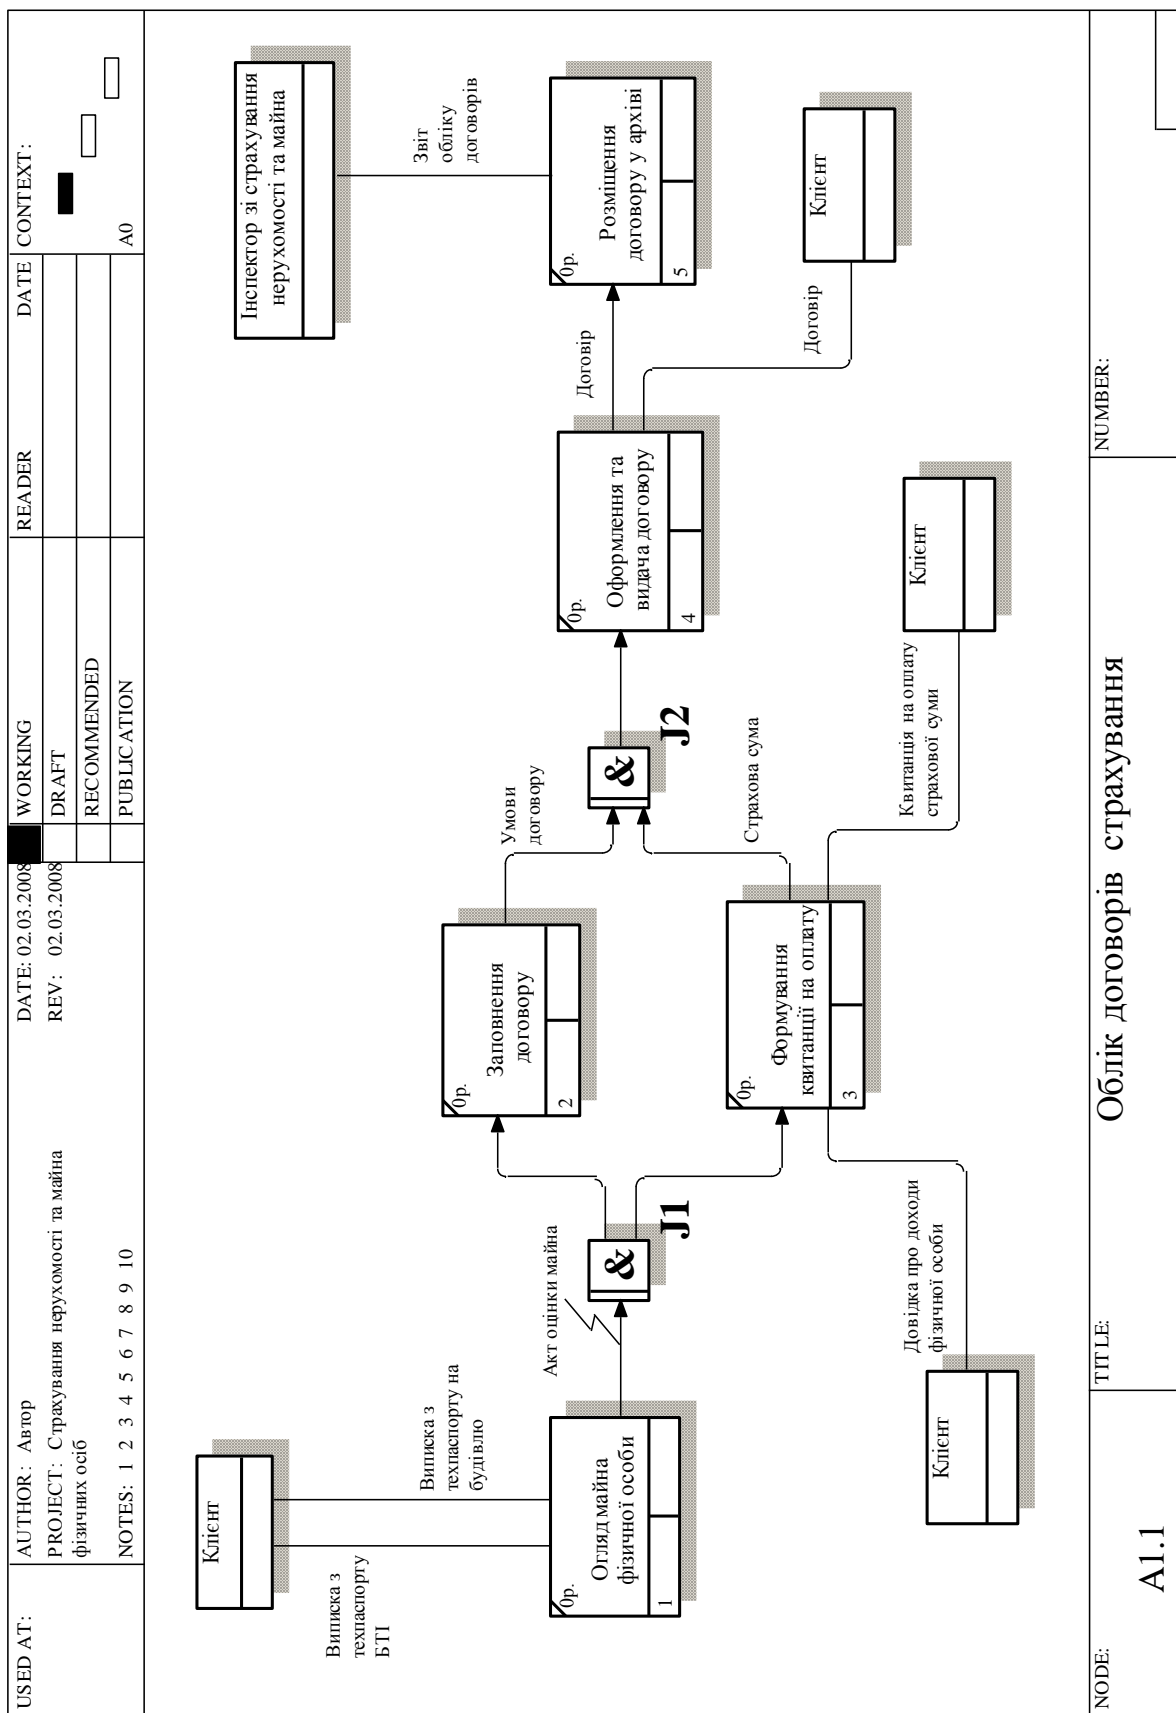 USED AT:
AUTHOR: Автор
PROJECT: Страхування нерухомості та майна
фізичних осіб
NOTES: 1 2 3 4 5 6 7 8 9 10
DATE: 02.03.2008
REV: 02.03.2008
WORKING
DRAFT
RECOMMENDED
PUBLICATION
READER
DATE
CONTEXT:
A0
Клієнт
Виписка з
техпаспорту
БТІ
Виписка з
техпаспорту на
будівлю
0р.
Огляд майна
фізичної особи
1
Акт оцінки майна
&
J1
0р.
Заповнення
договору
2
Умови
договору
Клієнт
Довідка про доходи
фізичної особи
0р.
Формування
квитанції на оплату
3
Страхова сума
Квитанція на оплату
страхової суми
Клієнт
&
J2
0р.
Оформлення та
видача договору
4
Договір
Договір
Клієнт
0р.
Розміщення
договору у архіві
5
Звіт
обліку
договорів
Інспектор зі страхування
нерухомості та майна
NODE:
A1.1
TITLE:
Облік договорів страхування
NUMBER: